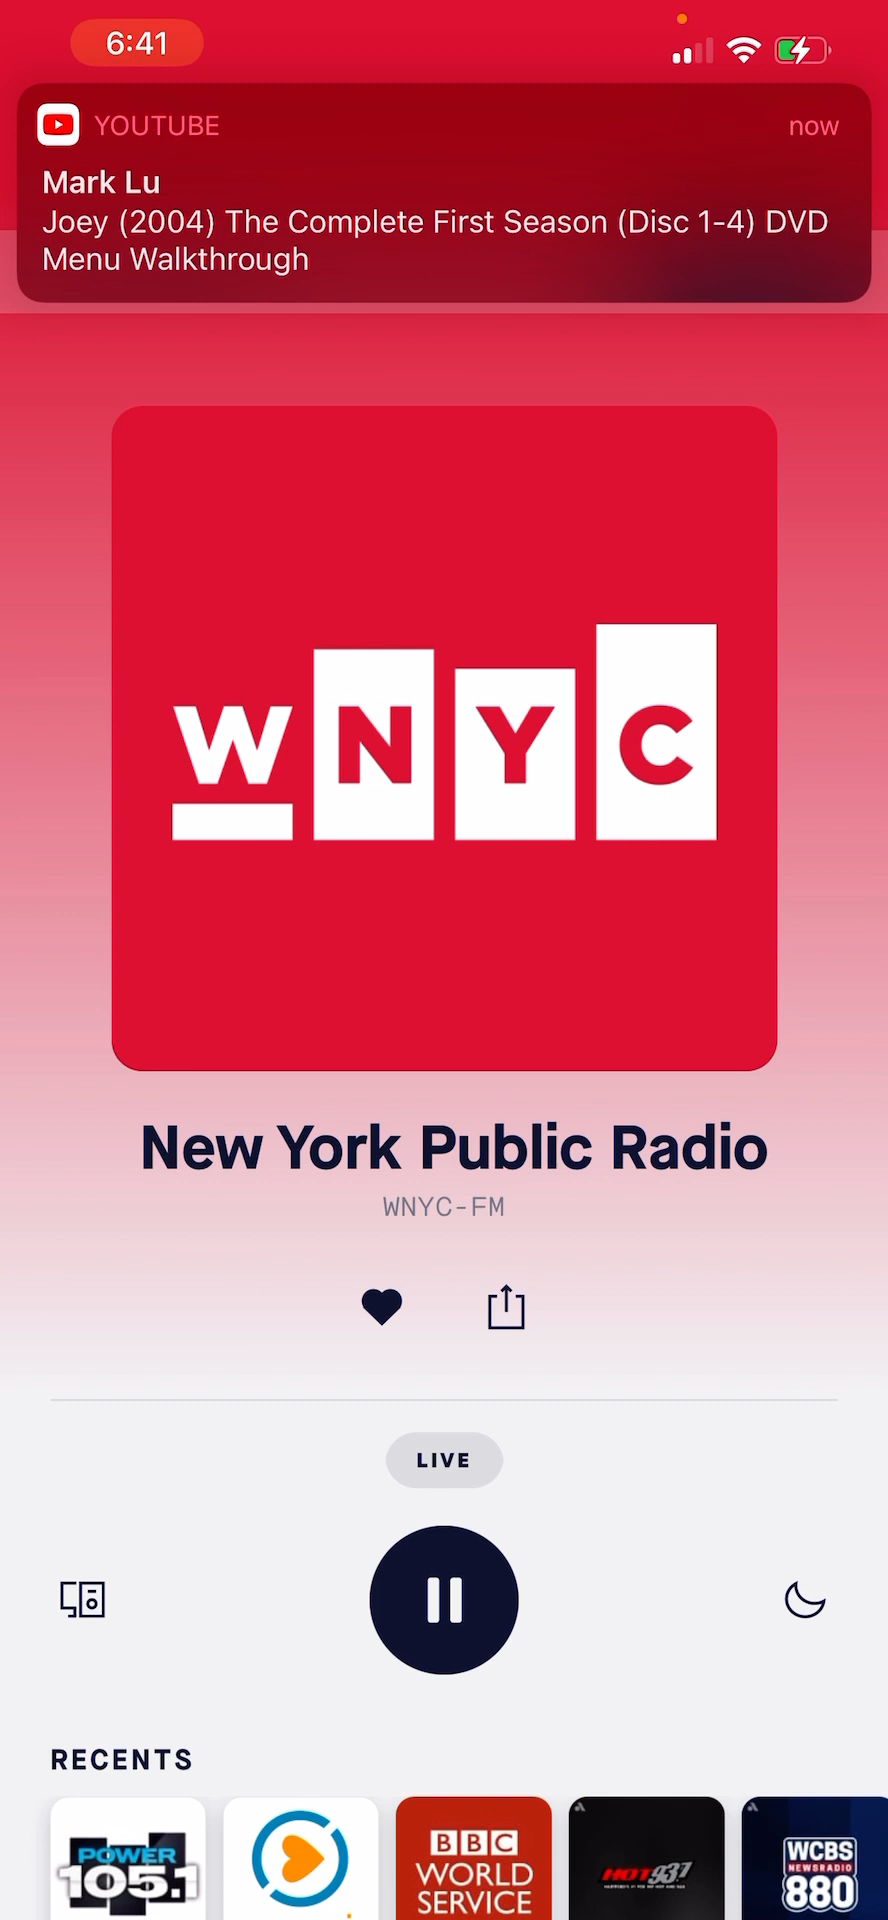 6:41
YOUTUBE
now
Mark Lu
Joey (2004) The Complete First Season (Disc 1-4) DVD
Menu Walkthrough
WNYC
New York Public Radio
WNYC-FM
LIVE
RECENTS
POWER
105.1
BBC
WORLD
SERVICE
HOT 93.7
WCBS
NEWSRADIO
880